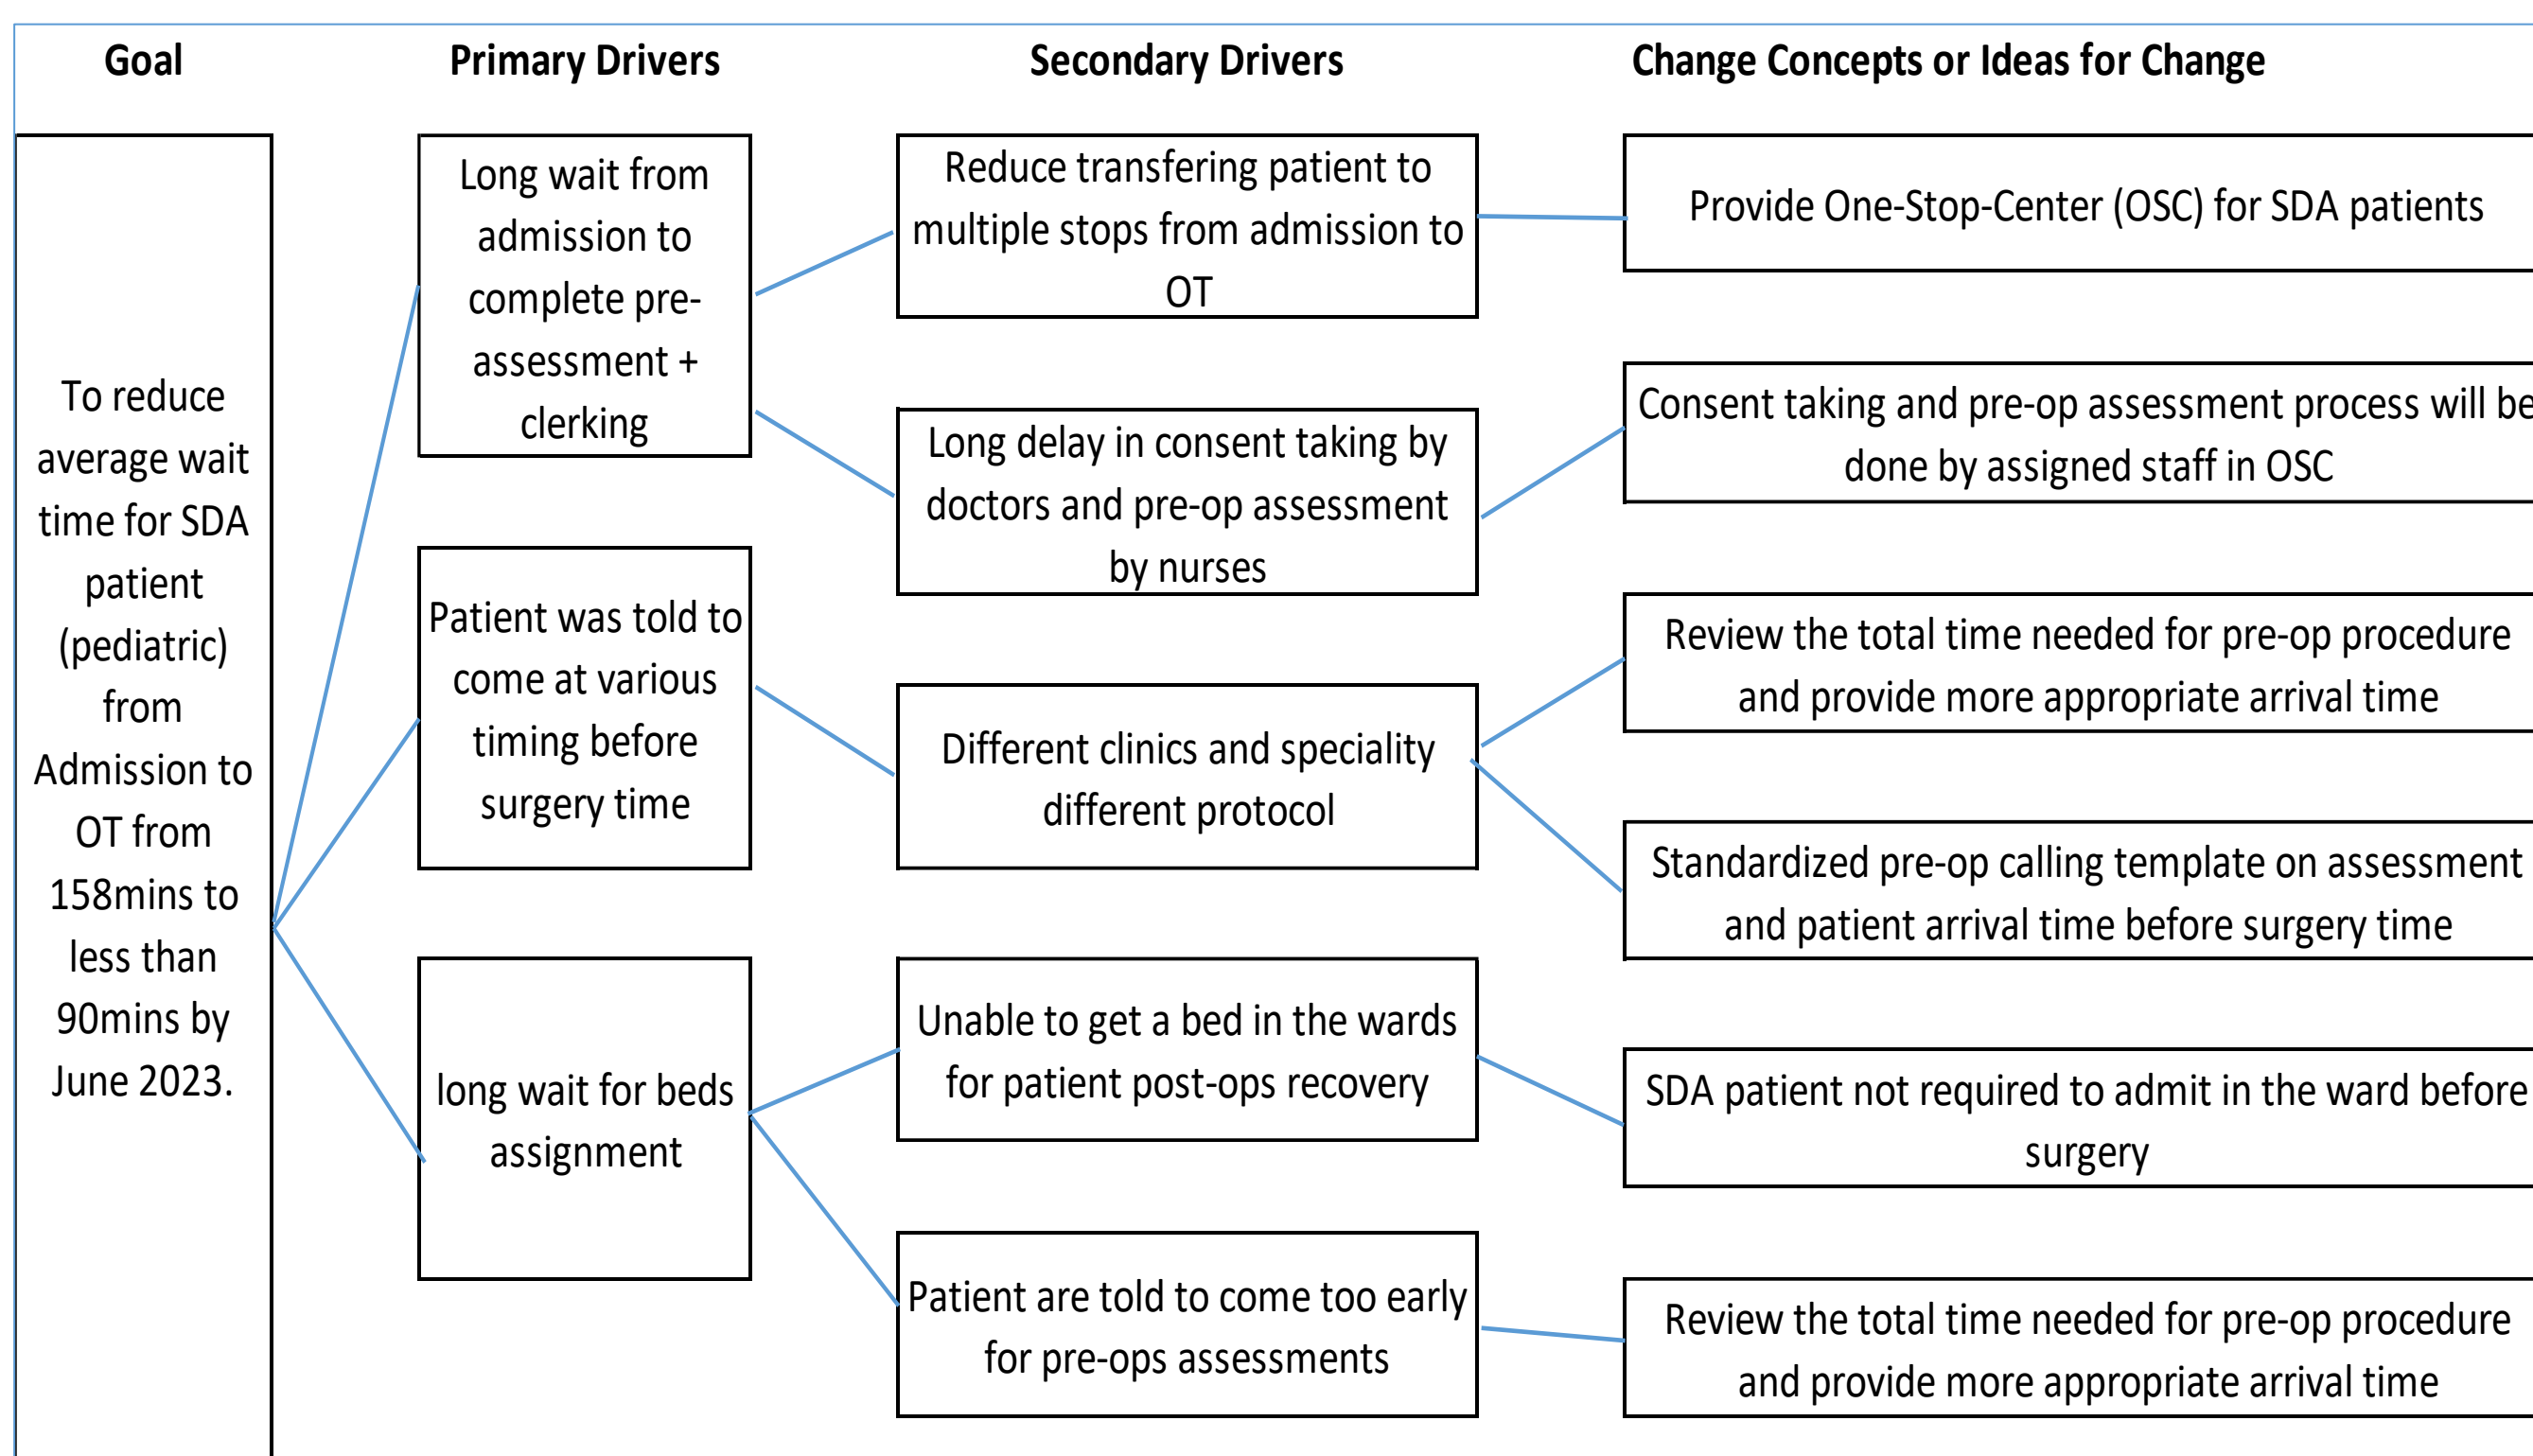 Goal
Primary Drivers
Secondary Drivers
Change Concepts or Ideas for Change
To reduce
average wait
time for SDA
patient
(pediatric)
from
Admission to
OT from
158mins to
less than
90mins by
June 2023.
Long wait from
admission to
complete pre-
assessment +
clerking
Patient was told to
come at various
timing before
surgery time
long wait for beds
assignment
Reduce transfering patient to
multiple stops from admission to
OT
Long delay in consent taking by
doctors and pre-op assessment
by nurses
Different clinics and speciality
different protocol
Unable to get a bed in the wards
for patient post-ops recovery
Patient are told to come too early
for pre-ops assessments
Provide One-Stop-Center (OSC) for SDA patients
Consent taking and pre-op assessment process will be
done by assigned staff in OSC
Review the total time needed for pre-op procedure
and provide more appropriate arrival time
Standardized pre-op calling template on assessment
and patient arrival time before surgery time
SDA patient not required to admit in the ward before
surgery
Review the total time needed for pre-op procedure
and provide more appropriate arrival time